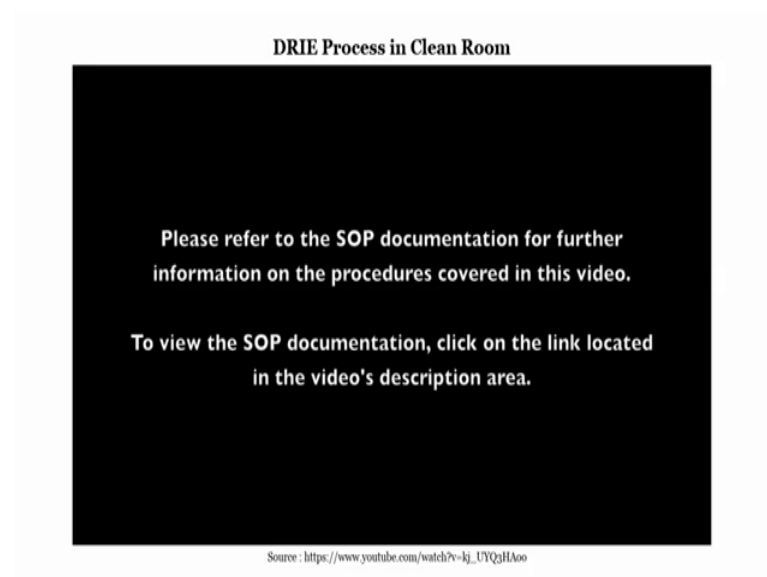 DRIE Process in Clean Room
Please refer to the SOP documentation for further
information on the procedures covered in this video.
To view the SOP documentation, click on the link located
in the video's description area.
Source : https://www.youtube.com/watch?v=kj_UYQ3HAoo